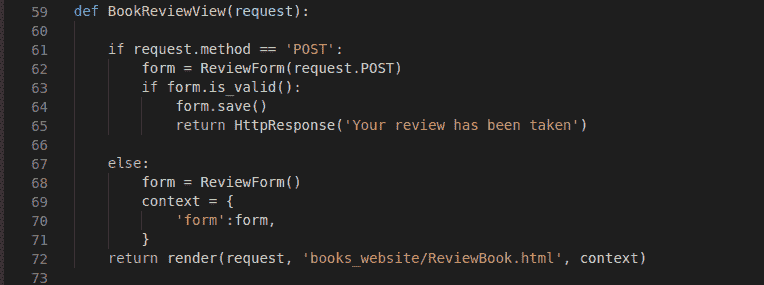 59 def BookReviewView(request):
60
61     if request.method == 'POST':
62         form = ReviewForm(request.POST)
63         if form.is_valid():
64             form.save()
65             return HttpResponse('Your review has been taken')
66
67     else:
68         form = ReviewForm()
69         context = {
70             'form':form,
71         }
72     return render(request, 'books_website/ReviewBook.html', context)
73